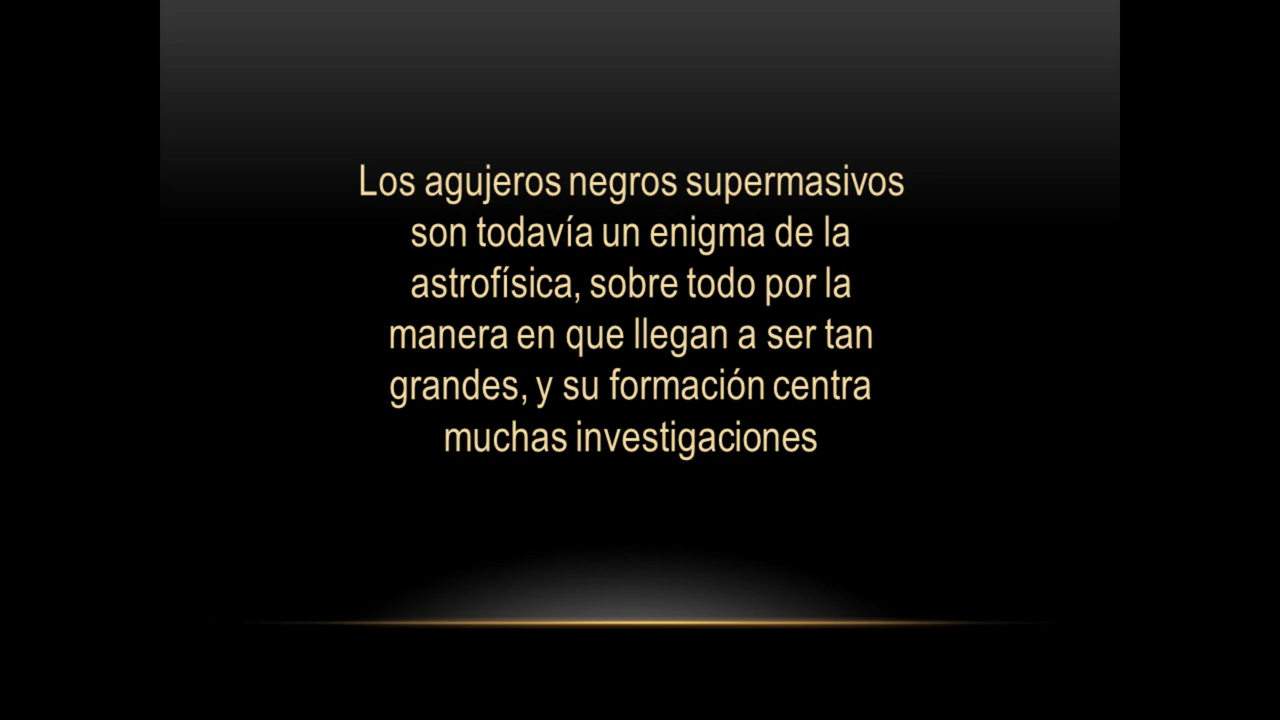 Los agujeros negros supermasivos
son todavía un enigma de la
astrofísica, sobre todo por la
manera en que llegan a ser tan
grandes, y su formación centra
muchas investigaciones